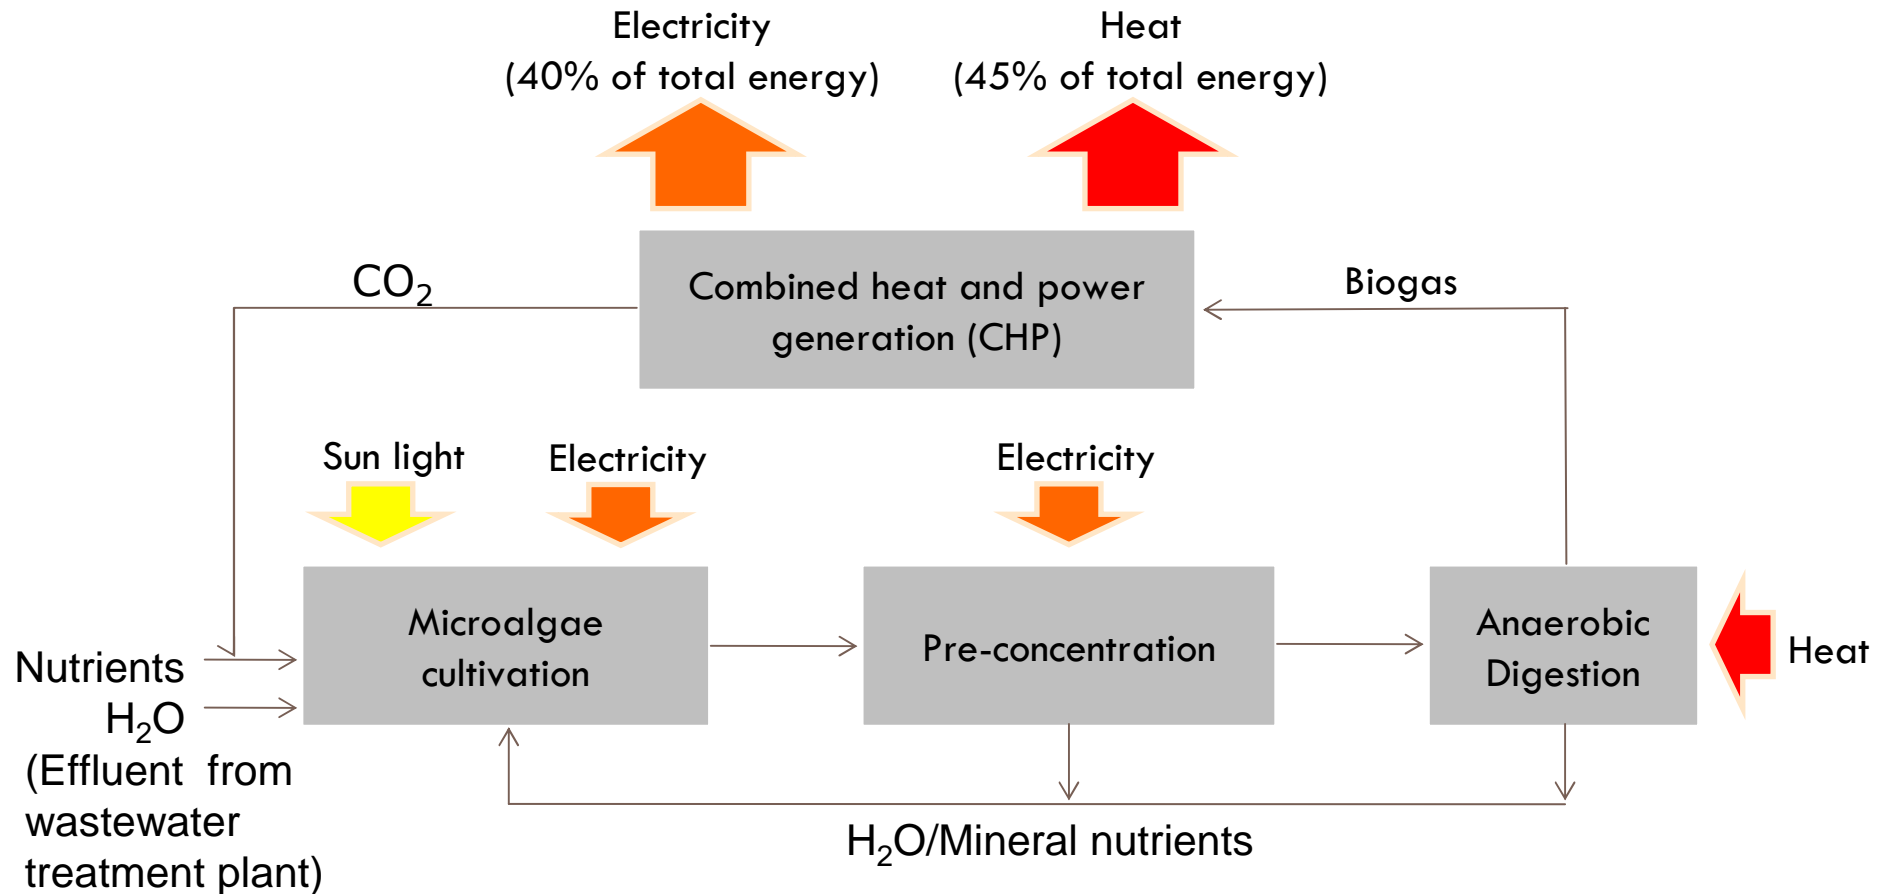 Electricity
(40% of total energy)
Heat
(45% of total energy)
CO₂
Combined heat and power
generation (CHP)
Biogas
Sun light
Electricity
Electricity
Microalgae
cultivation
Pre-concentration
Anaerobic
Digestion
Heat
Nutrients
H₂O
(Effluent from
wastewater
treatment plant)
H₂O/Mineral nutrients